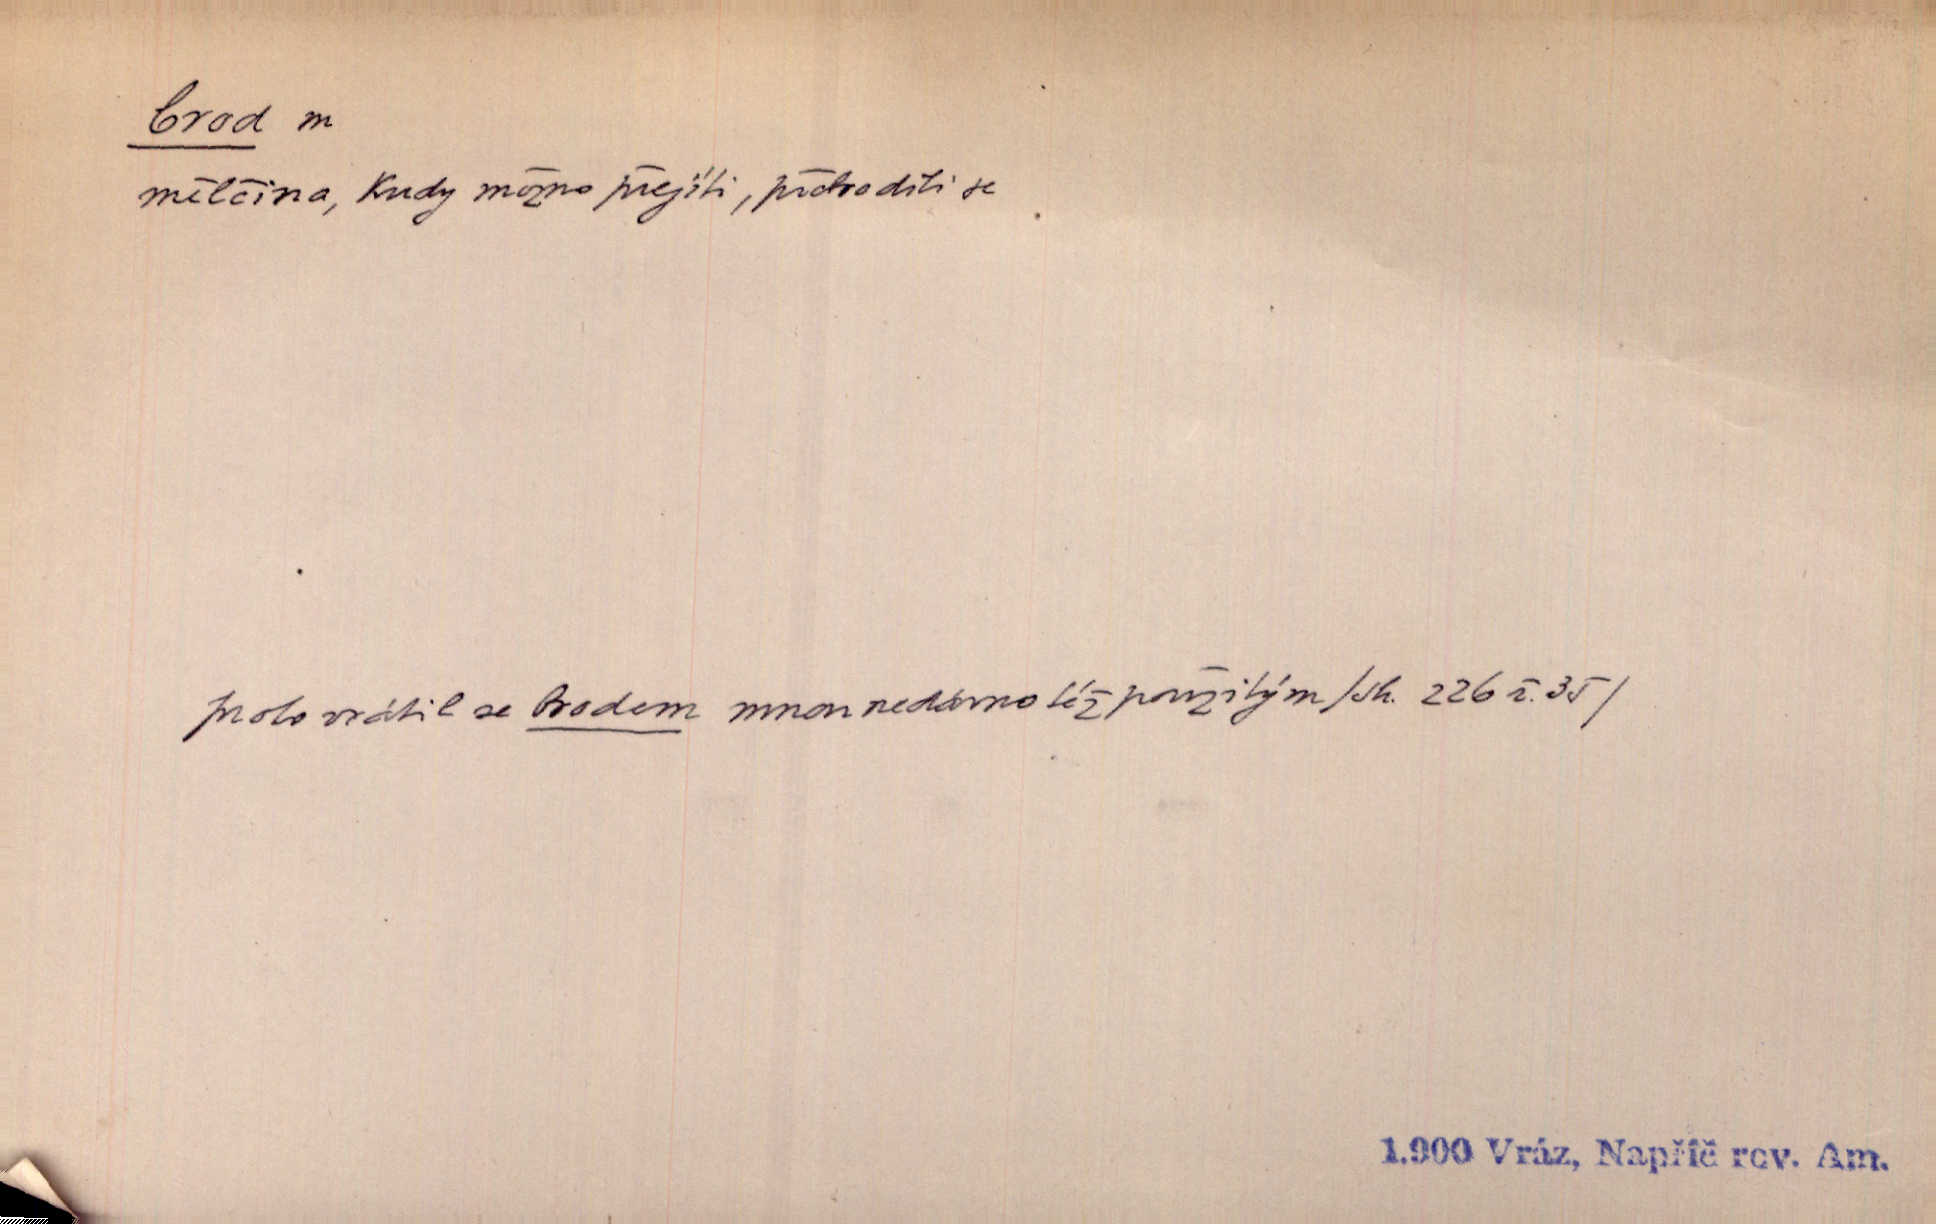 brod m
mělčina, kudy možno přejíti, přebroditi se
proto vrátil se brodem mnou nedávno též použitým /str. 226 ř. 35/
1.900 Vráz, Napříč rov. Am.